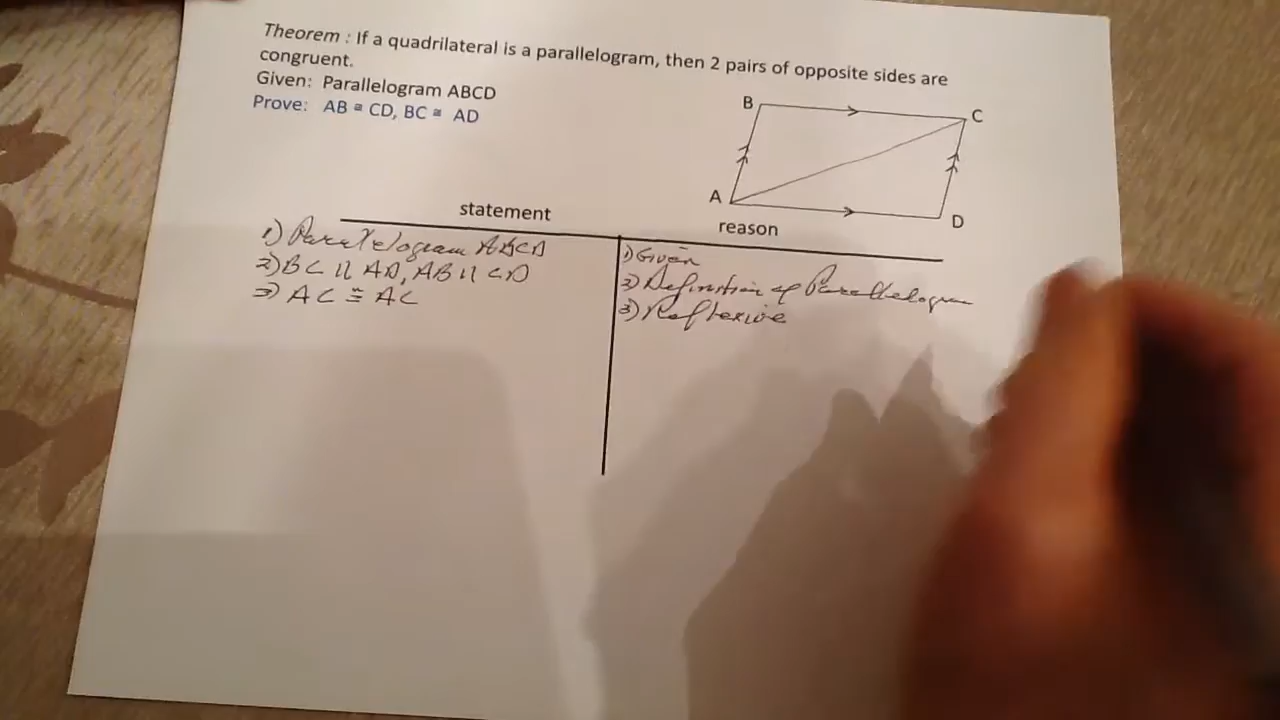 Theorem : If a quadrilateral is a parallelogram, then 2 pairs of opposite sides are
congruent.
Given: Parallelogram ABCD
Prove: AB ≅ CD, BC ≅ AD
B
C
A
D
statement
reason
1) Parallelogram ABCD
1) Given
2) BC || AD, AB || CD
2) Definition of Parallelogram
3) AC ≅ AC
3) Reflexive